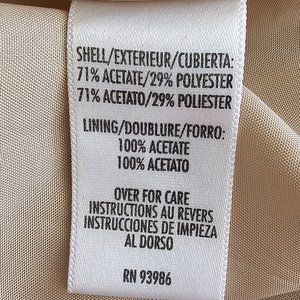 SHELL/EXTERIEUR/CUBIERTA:
71% ACETATE/29% POLYESTER
71% ACETATO/29% POLIESTER
LINING/DOUBLURE/FORRO:
100% ACETATE
100% ACETATO
OVER FOR CARE
INSTRUCTIONS AU REVERS
INSTRUCCIONES DE IMPIEZA
AL DORSO
RN 93986